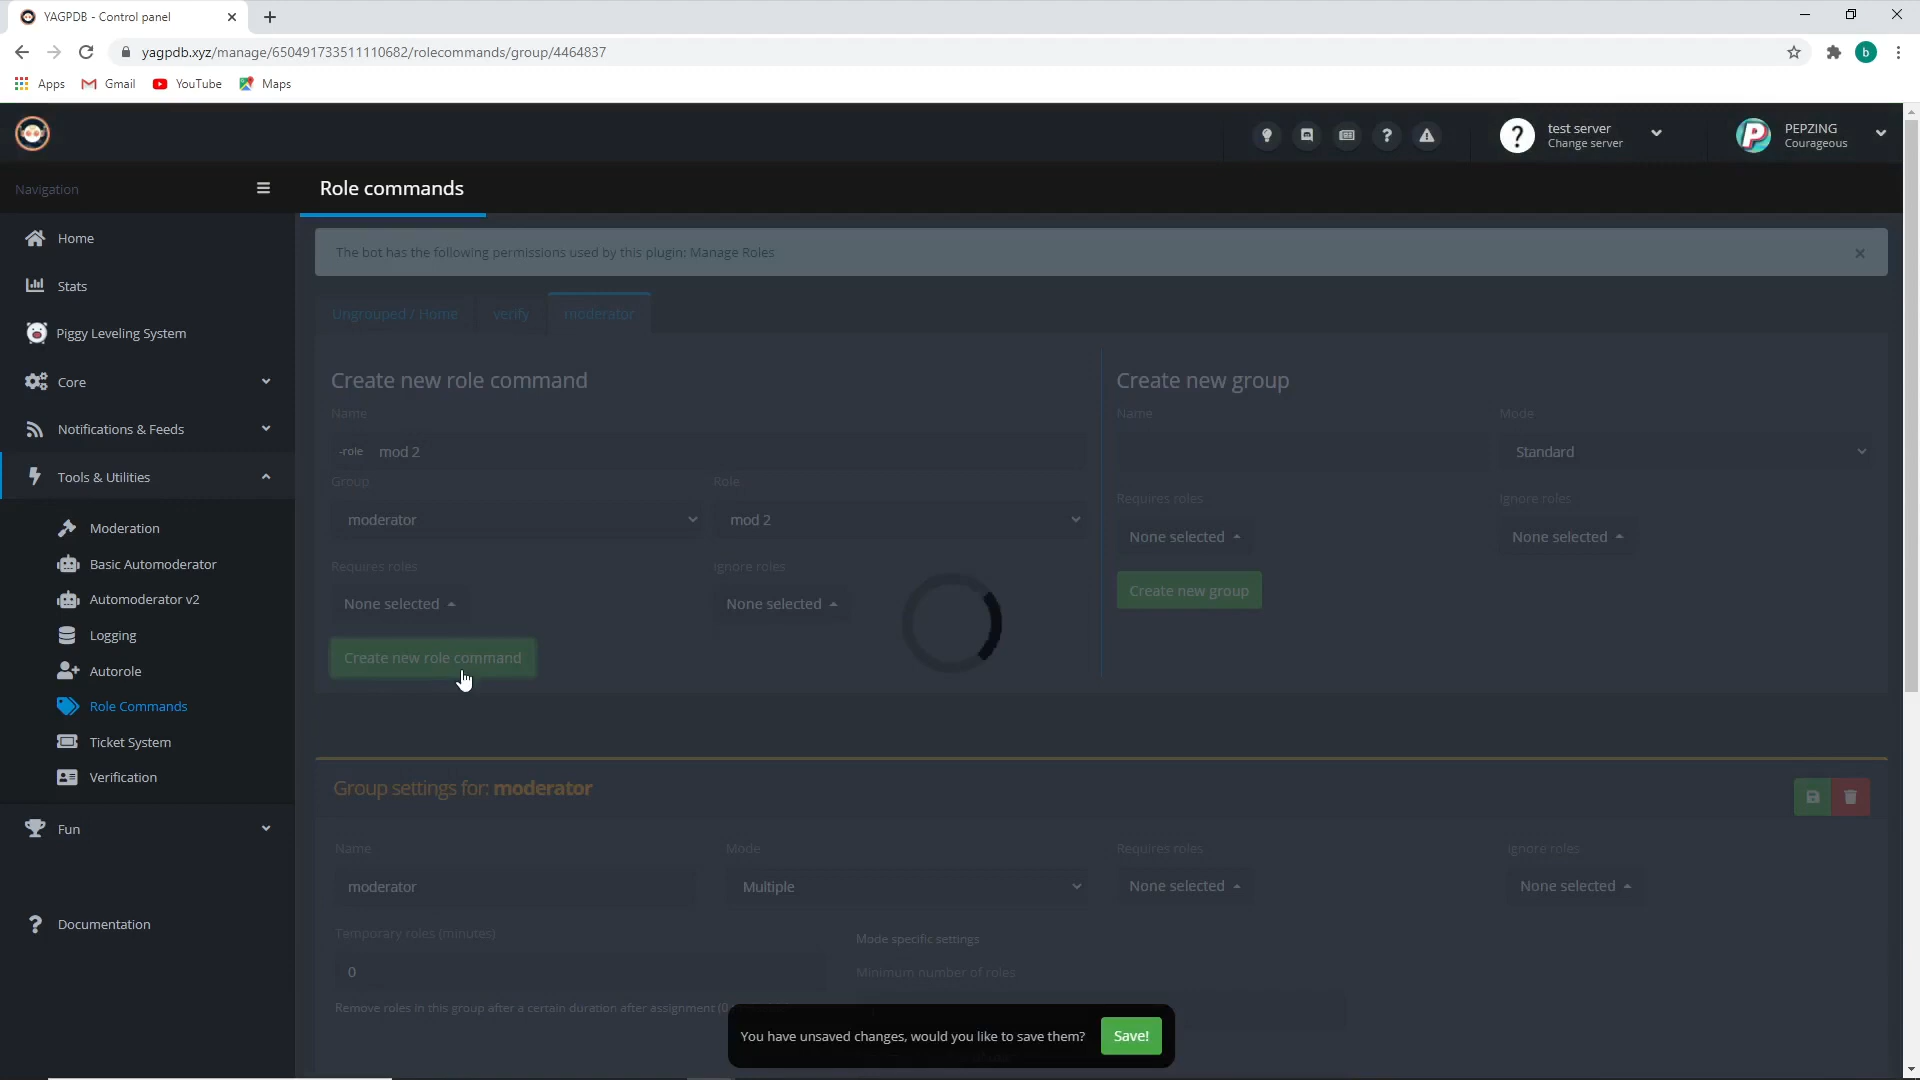 YAGPDB - Control panel
yagpdb.xyz/manage/650491733511110682/rolecommands/group/4464837
b
Apps
Gmail
YouTube
Maps
?
?
test server
Change server
P
PEPZING
Courageous
Navigation
Role commands
Home
Stats
Piggy Leveling System
Core
Notifications & Feeds
Tools & Utilities
Moderation
Basic Automoderator
Automoderator v2
Logging
Autorole
Role Commands
Ticket System
Verification
Fun
? Documentation
The bot has the following permissions used by this plugin: Manage Roles
Ungrouped / Home
verify
moderator
Create new role command
Name
-role mod 2
Group
Role
moderator
mod 2
Requires roles
Ignore roles
None selected
None selected
Create new role command
Create new group
Name
Mode
Standard
Requires roles
Ignore roles
None selected
None selected
Create new group
Group settings for: moderator
Name
Mode
Requires roles
Ignore roles
moderator
Multiple
None selected
None selected
Temporary roles (minutes)
Mode specific settings
0
Minimum number of roles
Remove roles in this group after a certain duration after assignment (0
You have unsaved changes, would you like to save them?
Save!